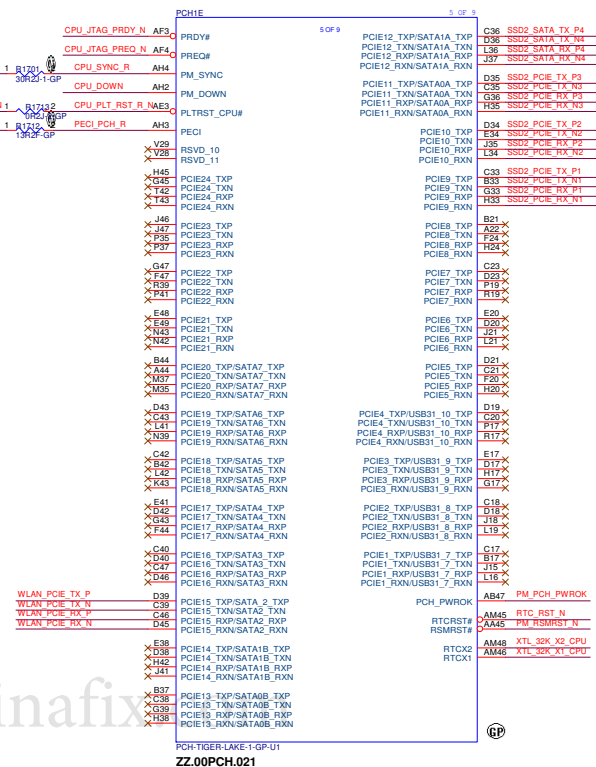 PCH1E 5 OF 9
5 OF 9
CPU_JTAG_PRDY_N AF3 PRDY#
CPU_JTAG_PREQ_N AF4 PREQ#
1 R1701 CPU_SYNC_R AH4 PM_SYNC
30R2J-1-GP
CPU_DOWN AH2 PM_DOWN
1 R1713 2 CPU_PLT_RST_R_N AE3 PLTRST_CPU#
0R2J-1-GP
1 R1712 2 PECI_PCH_R AH3 PECI
13R2F-GP
V29 RSVD_10
V28 RSVD_11
H45 PCIE24_TXP
G45 PCIE24_TXN
T42 PCIE24_RXP
T43 PCIE24_RXN
J46 PCIE23_TXP
J47 PCIE23_TXN
P35 PCIE23_RXP
P37 PCIE23_RXN
G47 PCIE22_TXP
F47 PCIE22_TXN
R39 PCIE22_RXP
P41 PCIE22_RXN
E48 PCIE21_TXP
E49 PCIE21_TXN
N43 PCIE21_RXP
N42 PCIE21_RXN
B44 PCIE20_TXP/SATA7_TXP
A44 PCIE20_TXN/SATA7_TXN
M37 PCIE20_RXP/SATA7_RXP
M35 PCIE20_RXN/SATA7_RXN
D43 PCIE19_TXP/SATA6_TXP
C43 PCIE19_TXN/SATA6_TXN
L41 PCIE19_RXP/SATA6_RXP
N39 PCIE19_RXN/SATA6_RXN
C42 PCIE18_TXP/SATA5_TXP
B42 PCIE18_TXN/SATA5_TXN
L42 PCIE18_RXP/SATA5_RXP
K43 PCIE18_RXN/SATA5_RXN
E41 PCIE17_TXP/SATA4_TXP
D42 PCIE17_TXN/SATA4_TXN
G43 PCIE17_RXP/SATA4_RXP
F44 PCIE17_RXN/SATA4_RXN
C40 PCIE16_TXP/SATA3_TXP
D40 PCIE16_TXN/SATA3_TXN
C47 PCIE16_RXP/SATA3_RXP
D46 PCIE16_RXN/SATA3_RXN
WLAN_PCIE_TX_P D39 PCIE15_TXP/SATA_2_TXP
WLAN_PCIE_TX_N C39 PCIE15_TXN/SATA2_TXN
WLAN_PCIE_RX_P C46 PCIE15_RXP/SATA2_RXP
WLAN_PCIE_RX_N D45 PCIE15_RXN/SATA2_RXN
E38 PCIE14_TXP/SATA1B_TXP
D38 PCIE14_TXN/SATA1B_TXN
H42 PCIE14_RXP/SATA1B_RXP
J41 PCIE14_RXN/SATA1B_RXN
B37 PCIE13_TXP/SATA0B_TXP
C38 PCIE13_TXN/SATA0B_TXN
G39 PCIE13_RXP/SATA0B_RXP
H38 PCIE13_RXN/SATA0B_RXN
PCIE12_TXP/SATA1A_TXP C36 SSD2_SATA_TX_P4
PCIE12_TXN/SATA1A_TXN D36 SSD2_SATA_TX_N4
PCIE12_RXP/SATA1A_RXP L36 SSD2_SATA_RX_P4
PCIE12_RXN/SATA1A_RXN J37 SSD2_SATA_RX_N4
PCIE11_TXP/SATA0A_TXP D35 SSD2_PCIE_TX_P3
PCIE11_TXN/SATA0A_TXN C35 SSD2_PCIE_TX_N3
PCIE11_RXP/SATA0A_RXP G36 SSD2_PCIE_RX_P3
PCIE11_RXN/SATA0A_RXN H35 SSD2_PCIE_RX_N3
PCIE10_TXP D34 SSD2_PCIE_TX_P2
PCIE10_TXN E34 SSD2_PCIE_TX_N2
PCIE10_RXP J35 SSD2_PCIE_RX_P2
PCIE10_RXN L34 SSD2_PCIE_RX_N2
PCIE9_TXP C33 SSD2_PCIE_TX_P1
PCIE9_TXN B33 SSD2_PCIE_TX_N1
PCIE9_RXP G33 SSD2_PCIE_RX_P1
PCIE9_RXN H33 SSD2_PCIE_RX_N1
PCIE8_TXP B21
PCIE8_TXN A22
PCIE8_RXP F24
PCIE8_RXN H24
PCIE7_TXP C23
PCIE7_TXN D23
PCIE7_RXP P19
PCIE7_RXN R19
PCIE6_TXP E20
PCIE6_TXN D20
PCIE6_RXP J21
PCIE6_RXN L21
PCIE5_TXP D21
PCIE5_TXN C21
PCIE5_RXP F20
PCIE5_RXN H20
PCIE4_TXP/USB31_10_TXP D19
PCIE4_TXN/USB31_10_TXN C20
PCIE4_RXP/USB31_10_RXP P17
PCIE4_RXN/USB31_10_RXN R17
PCIE3_TXP/USB31_9_TXP E17
PCIE3_TXN/USB31_9_TXN D17
PCIE3_RXP/USB31_9_RXP H17
PCIE3_RXN/USB31_9_RXN G17
PCIE2_TXP/USB31_8_TXP C18
PCIE2_TXN/USB31_8_TXN D18
PCIE2_RXP/USB31_8_RXP J18
PCIE2_RXN/USB31_8_RXN L19
PCIE1_TXP/USB31_7_TXP C17
PCIE1_TXN/USB31_7_TXN B17
PCIE1_RXP/USB31_7_RXP J15
PCIE1_RXN/USB31_7_RXN L16
PCH_PWROK AB47 PM_PCH_PWROK
RTCRST# AM45 RTC_RST_N
RSMRST# AA45 PM_RSMRST_N
RTCX2 AM48 XTL_32K_X2_CPU
RTCX1 AM46 XTL_32K_X1_CPU
GP
inafix.
PCH-TIGER-LAKE-1-GP-U1
ZZ.00PCH.021